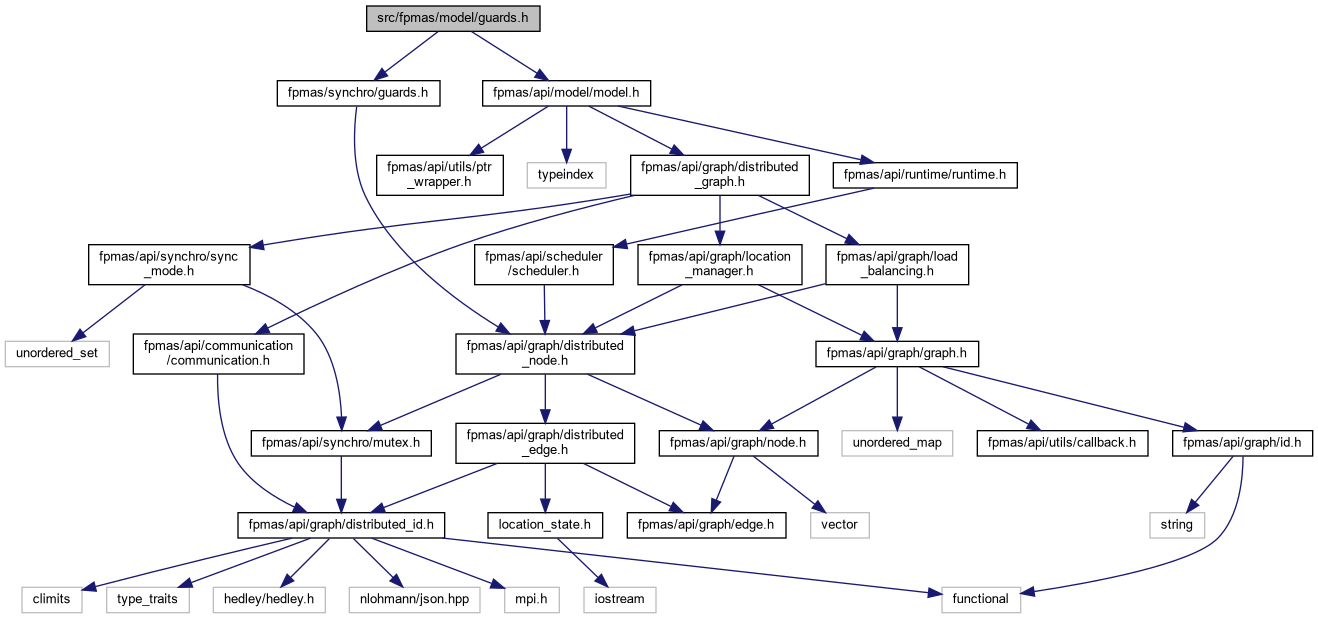 src/fpmas/model/guards.h
fpmas/synchro/guards.h
fpmas/api/model/model.h
fpmas/api/utils/ptr
_wrapper.h
typeindex
fpmas/api/graph/distributed
_graph.h
fpmas/api/runtime/runtime.h
fpmas/api/synchro/sync
_mode.h
fpmas/api/scheduler
/scheduler.h
fpmas/api/graph/location
_manager.h
fpmas/api/graph/load
_balancing.h
unordered_set
fpmas/api/communication
/communication.h
fpmas/api/graph/distributed
_node.h
fpmas/api/graph/graph.h
fpmas/api/synchro/mutex.h
fpmas/api/graph/distributed
_edge.h
fpmas/api/graph/node.h
unordered_map
fpmas/api/utils/callback.h
fpmas/api/graph/id.h
fpmas/api/graph/distributed_id.h
location_state.h
fpmas/api/graph/edge.h
vector
string
climits
type_traits
hedley/hedley.h
nlohmann/json.hpp
mpi.h
iostream
functional